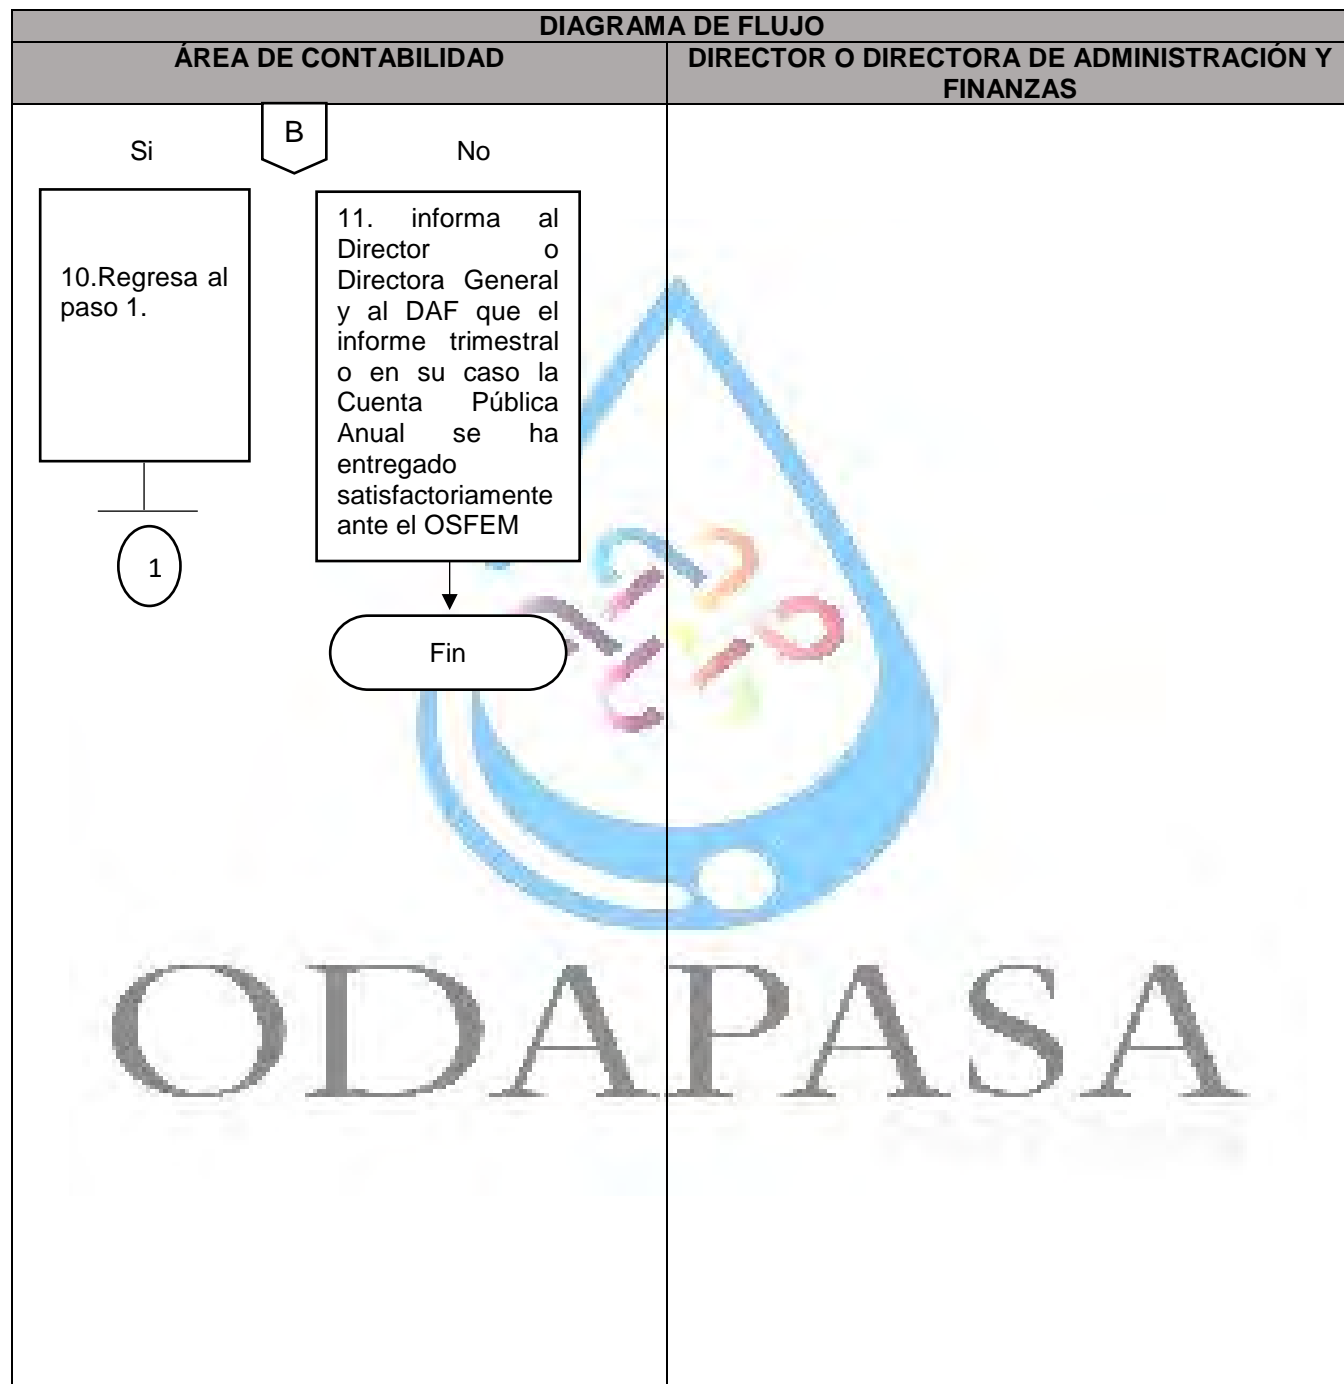 DIAGRAMA DE FLUJO
ÁREA DE CONTABILIDAD
DIRECTOR O DIRECTORA DE ADMINISTRACIÓN Y
FINANZAS
B
Si
No
10.Regresa al
paso 1.
1
11. informa al
Director o
Directora General
y al DAF que el
informe trimestral
o en su caso la
Cuenta Pública
Anual se ha
entregado
satisfactoriamente
ante el OSFEM
Fin
ODAPASA